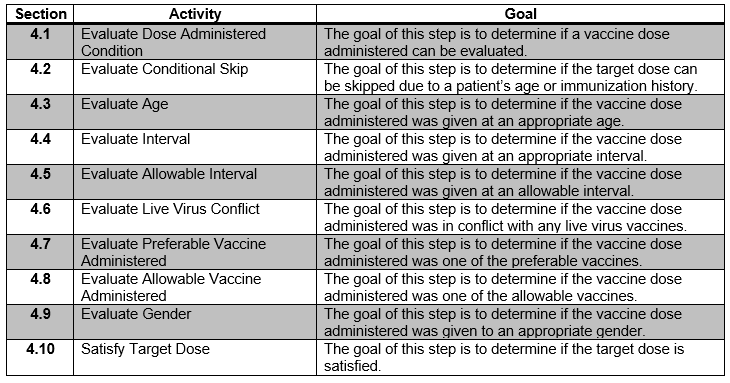 Section Activity Goal
4.1 Evaluate Dose Administered The goal of this step is to determine if a vaccine dose
Condition administered can be evaluated.
4.2 Evaluate Conditional Skip The goal of this step is to determine if the target dose can
be skipped due to a patient's age or immunization history.
4.3 Evaluate Age The goal of this step is to determine if the vaccine dose
administered was given at an appropriate age.
4.4 Evaluate Interval The goal of this step is to determine if the vaccine dose
administered was given at an appropriate interval.
4.5 Evaluate Allowable Interval The goal of this step is to determine if the vaccine dose
administered was given at an allowable interval.
4.6 Evaluate Live Virus Conflict The goal of this step is to determine if the vaccine dose
administered was in conflict with any live virus vaccines.
4.7 Evaluate Preferable Vaccine The goal of this step is to determine if the vaccine dose
Administered administered was one of the preferable vaccines.
4.8 Evaluate Allowable Vaccine The goal of this step is to determine if the vaccine dose
Administered administered was one of the allowable vaccines.
4.9 Evaluate Gender The goal of this step is to determine if the vaccine dose
administered was given to an appropriate gender.
4.10 Satisfy Target Dose The goal of this step is to determine if the target dose is
satisfied.